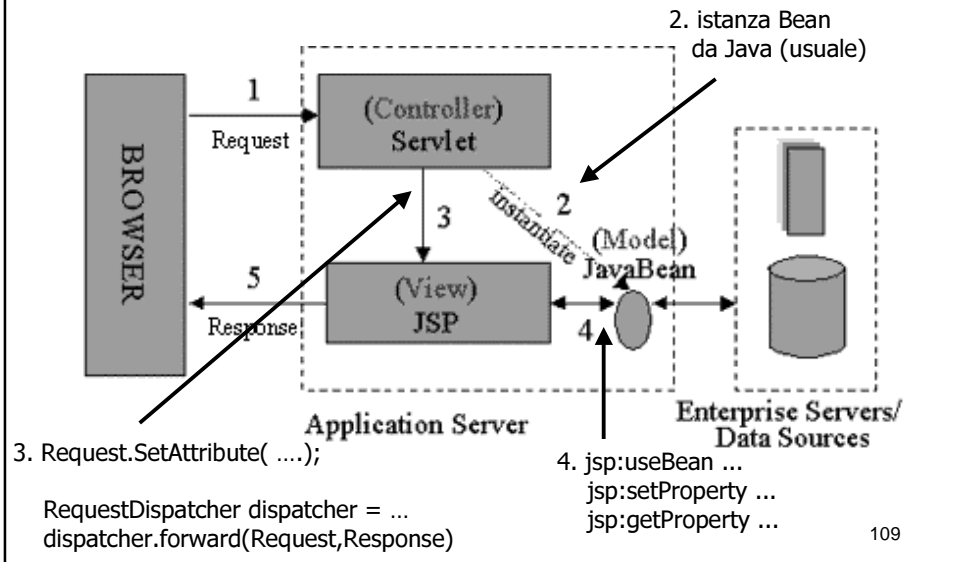 2. istanza Bean
da Java (usuale)
1
Request
(Controller)
Servlet
BROWSER
2
instantiate
3
(Model)
JavaBean
5
Response
(View)
JSP
4
Application Server
Enterprise Servers/
Data Sources
3. Request.SetAttribute( ….);
RequestDispatcher dispatcher = …
dispatcher.forward(Request,Response)
4. jsp:useBean ...
jsp:setProperty ...
jsp:getProperty ...
109